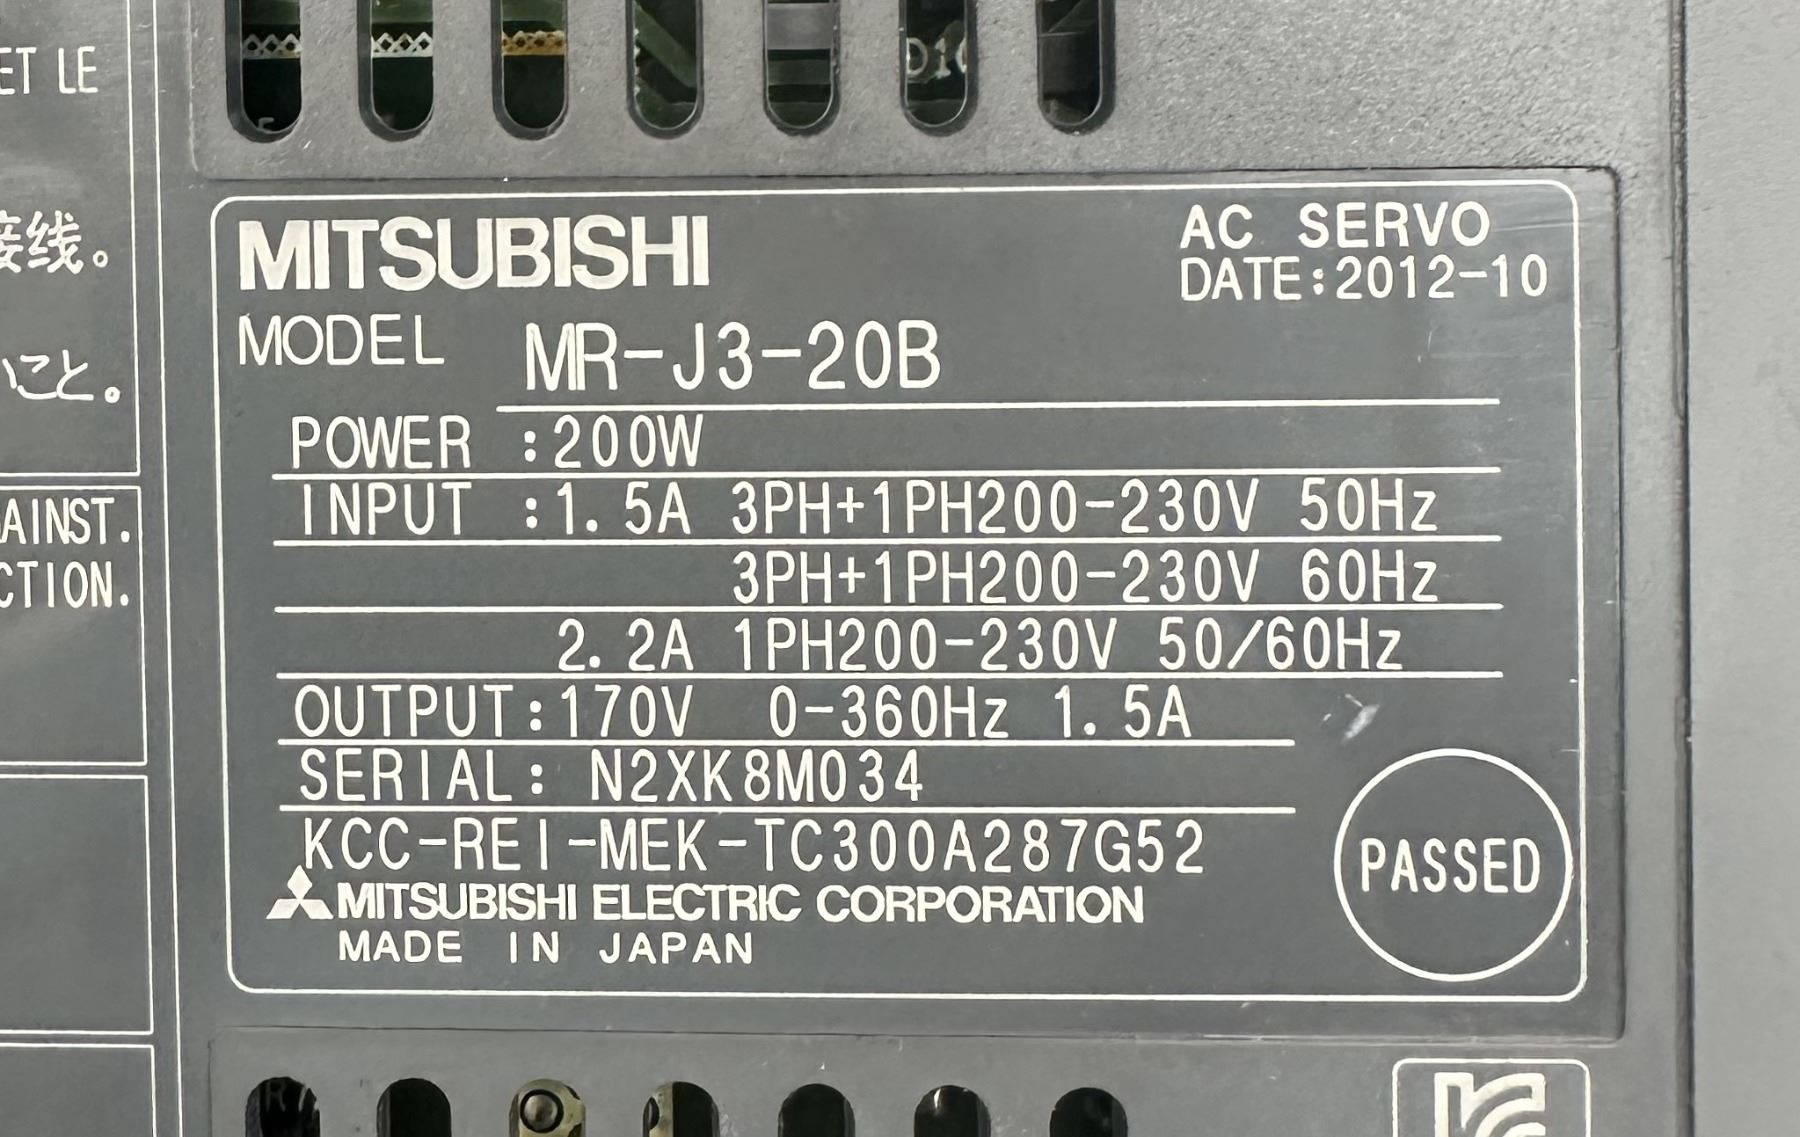 ET LE
接线。
いこと。
AINST.
CTION.
MITSUBISHI
AC SERVO
DATE:2012-10
MODEL MR-J3-20B
POWER :200W
INPUT :1.5A 3PH+1PH200-230V 50Hz
3PH+1PH200-230V 60Hz
2.2A 1PH200-230V 50/60Hz
OUTPUT:170V 0-360Hz 1.5A
SERIAL: N2XK8M034
KCC-REI-MEK-TC300A287G52
MITSUBISHI ELECTRIC CORPORATION
MADE IN JAPAN
PASSED